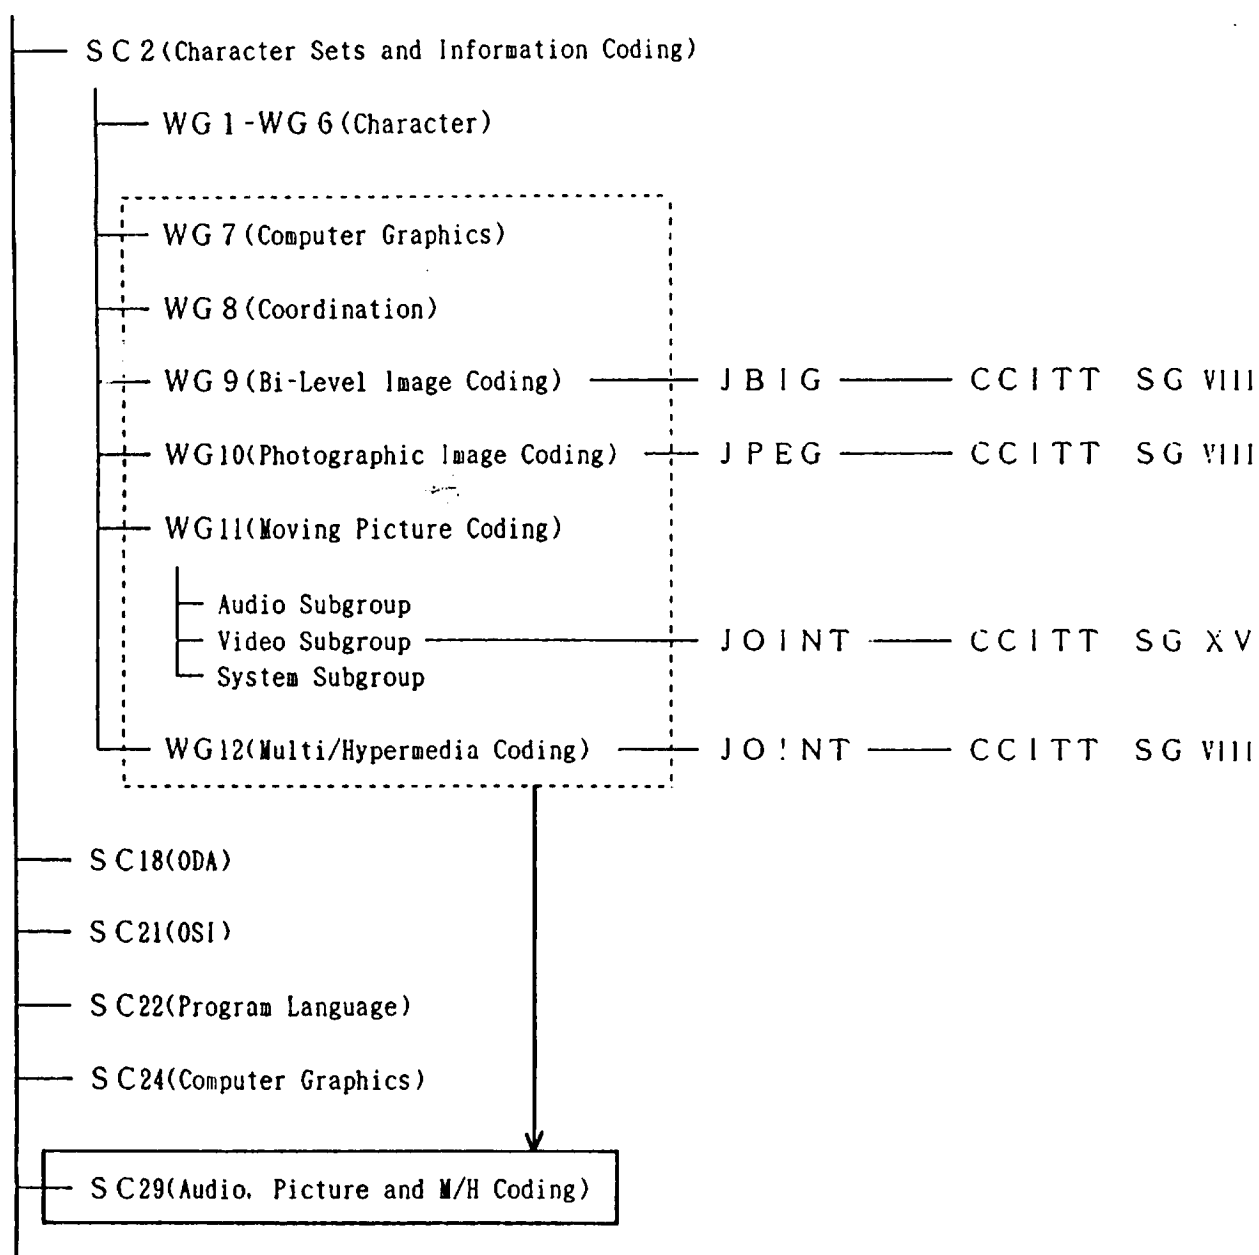 SC2(Character Sets and Information Coding)
WG1-WG6(Character)
WG7(Computer Graphics)
WG8(Coordination)
WG9(Bi-Level Image Coding) JBIG CCITT SG VIII
WG10(Photographic Image Coding) JPEG CCITT SG VIII
WG11(Moving Picture Coding)
Audio Subgroup
Video Subgroup JOINT CCITT SG XV
System Subgroup
WG12(Multi/Hypermedia Coding) JOINT CCITT SG VIII
SC18(ODA)
SC21(OSI)
SC22(Program Language)
SC24(Computer Graphics)
SC29(Audio, Picture and M/H Coding)